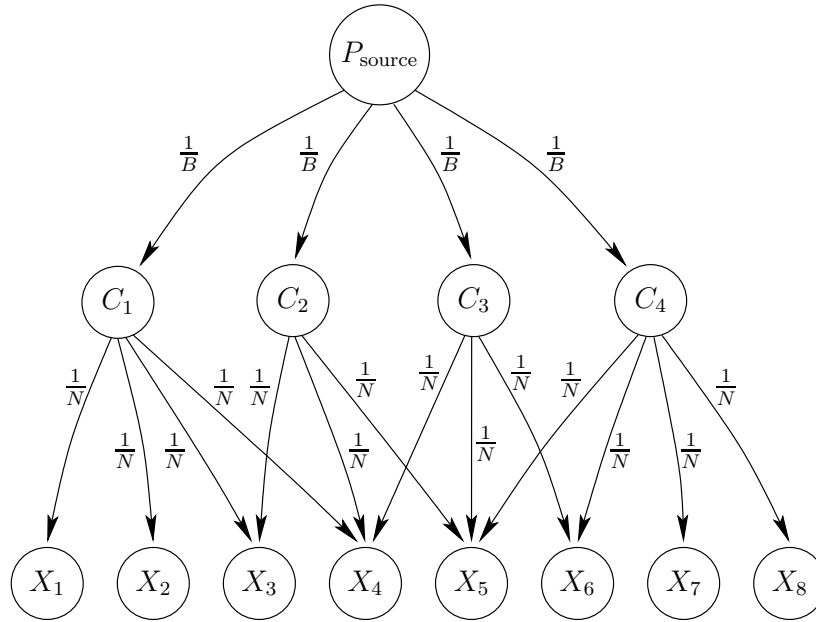 P_source
1/B 1/B 1/B 1/B
C_1 C_2 C_3 C_4
1/N 1/N 1/N 1/N 1/N 1/N 1/N 1/N 1/N 1/N 1/N 1/N 1/N 1/N
X_1 X_2 X_3 X_4 X_5 X_6 X_7 X_8